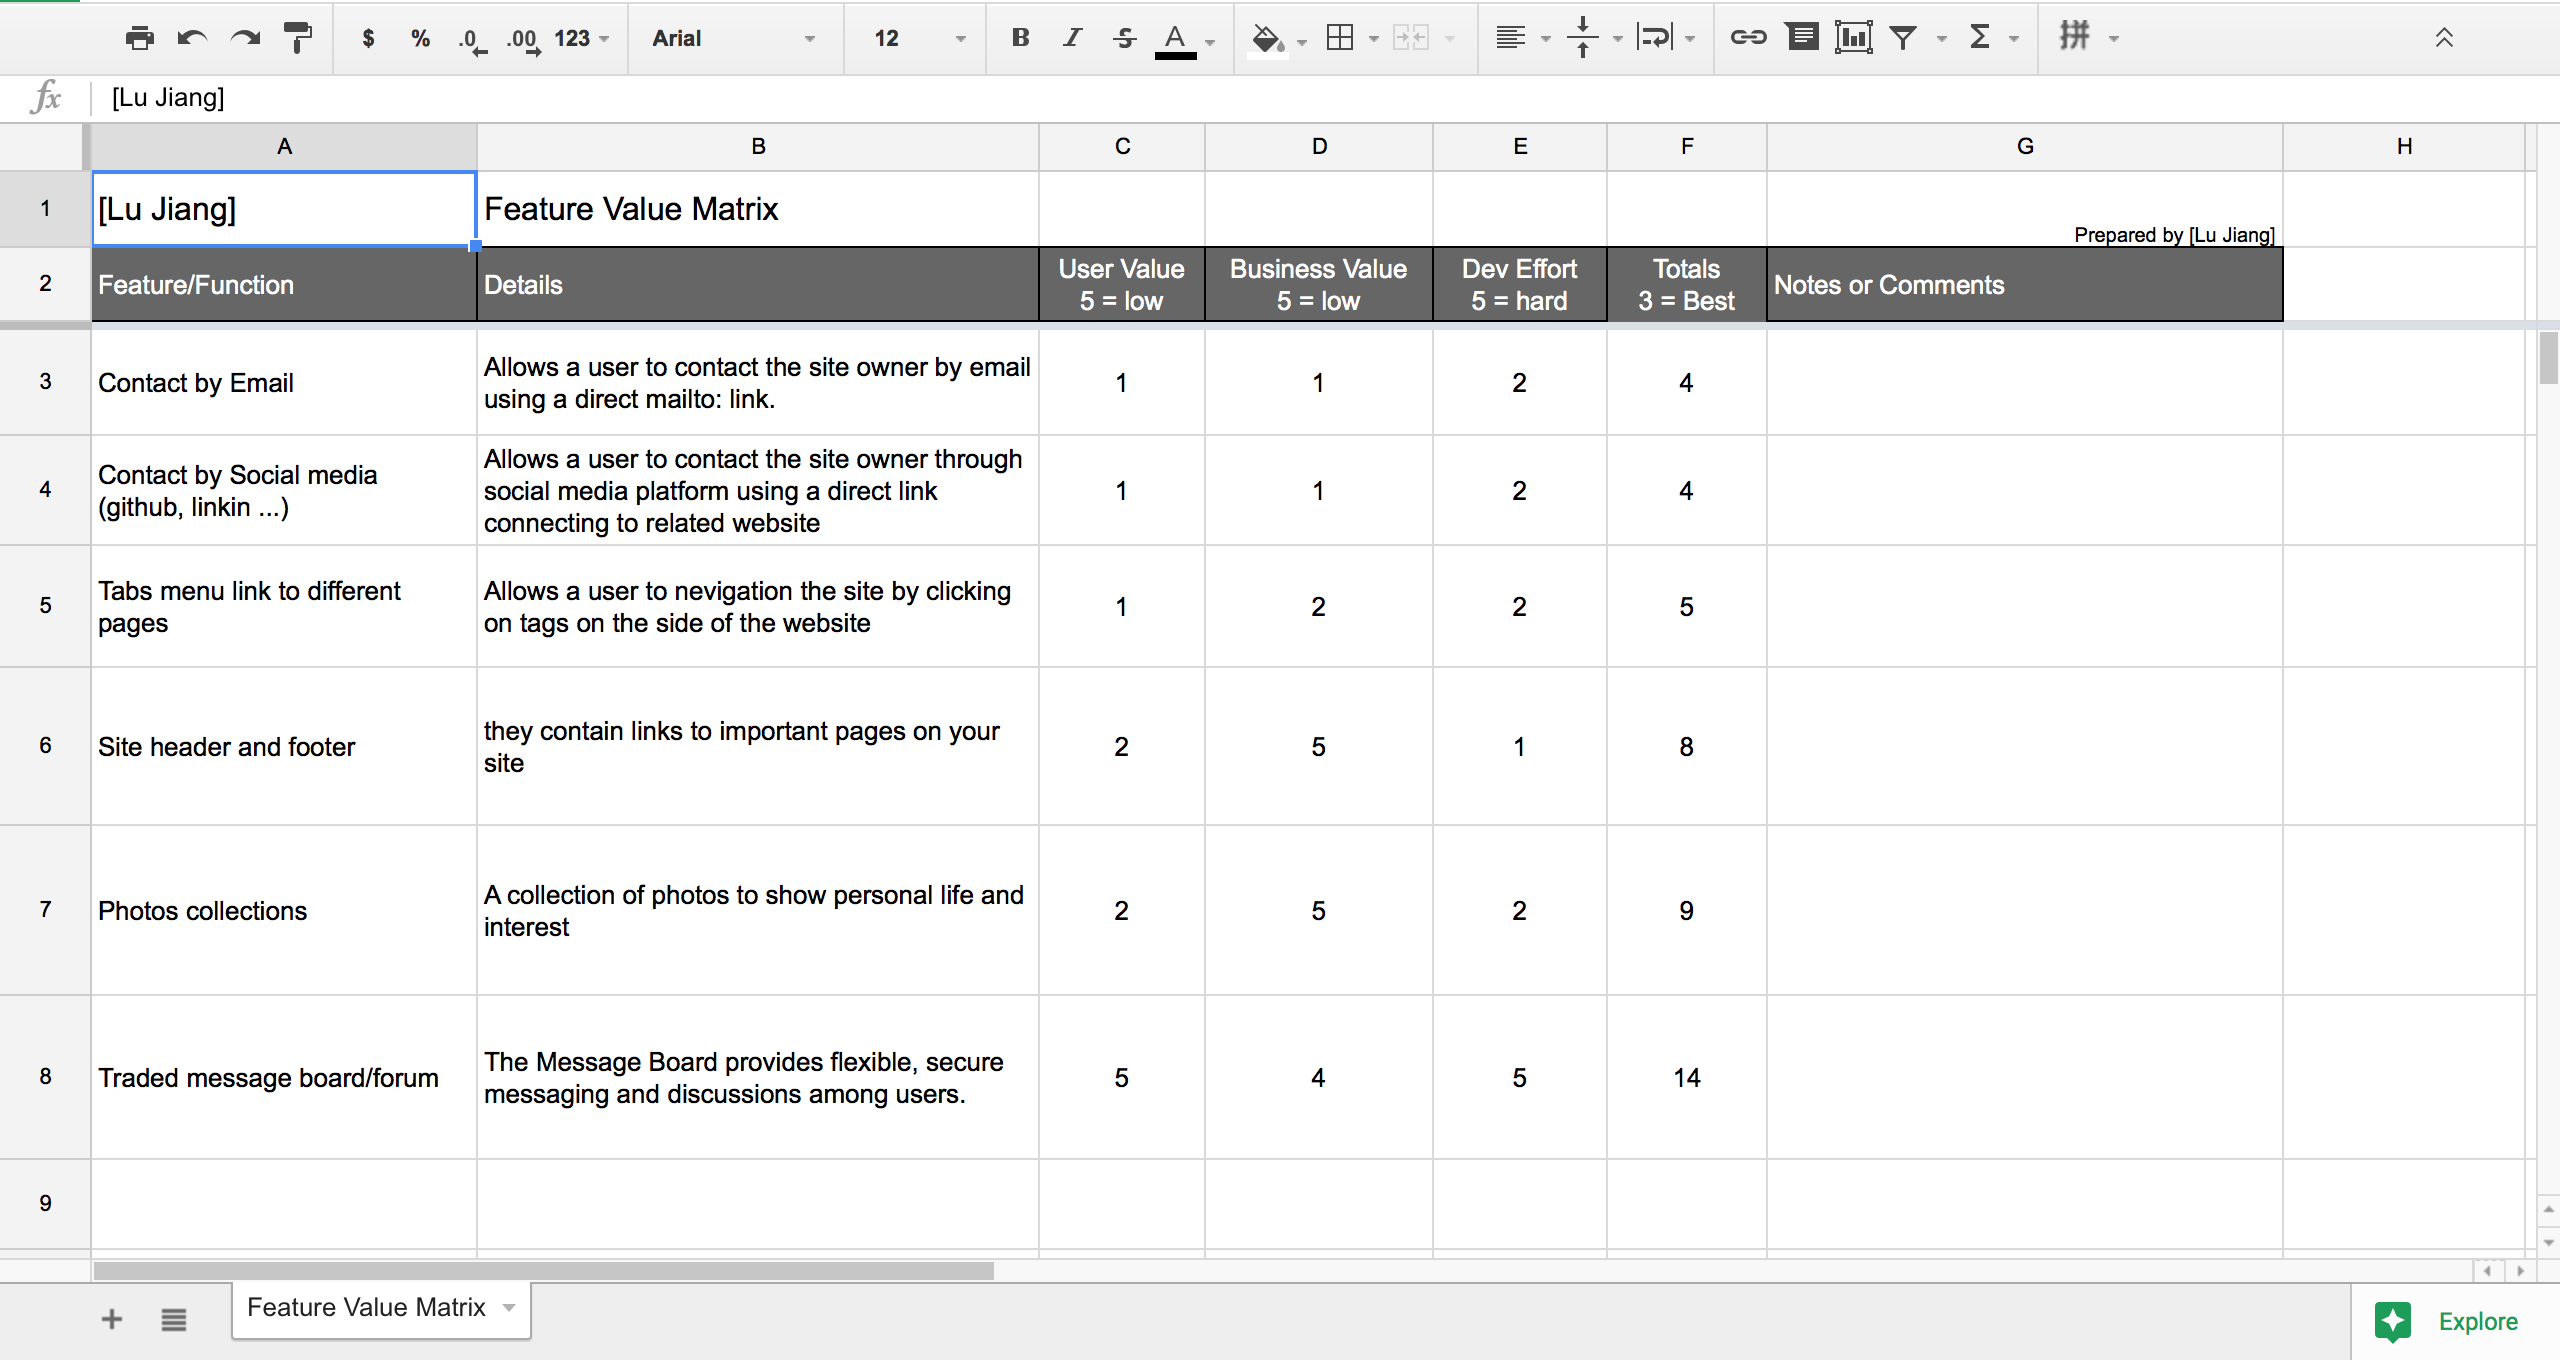 $ % .0 .00 123 Arial 12 B I S A Σ 拼
fx [Lu Jiang]
A B C D E F G H
1 [Lu Jiang] Feature Value Matrix Prepared by [Lu Jiang]
2 Feature/Function Details User Value Business Value Dev Effort Totals Notes or Comments
5 = low 5 = low 5 = hard 3 = Best
3 Contact by Email Allows a user to contact the site owner by email 1 1 2 4
using a direct mailto: link.
4 Contact by Social media Allows a user to contact the site owner through 1 1 2 4
(github, linkin ...) social media platform using a direct link
connecting to related website
5 Tabs menu link to different Allows a user to nevigation the site by clicking 1 2 2 5
pages on tags on the side of the website
6 Site header and footer they contain links to important pages on your 2 5 1 8
site
7 Photos collections A collection of photos to show personal life and 2 5 2 9
interest
8 Traded message board/forum The Message Board provides flexible, secure 5 4 5 14
messaging and discussions among users.
9
+ Feature Value Matrix Explore